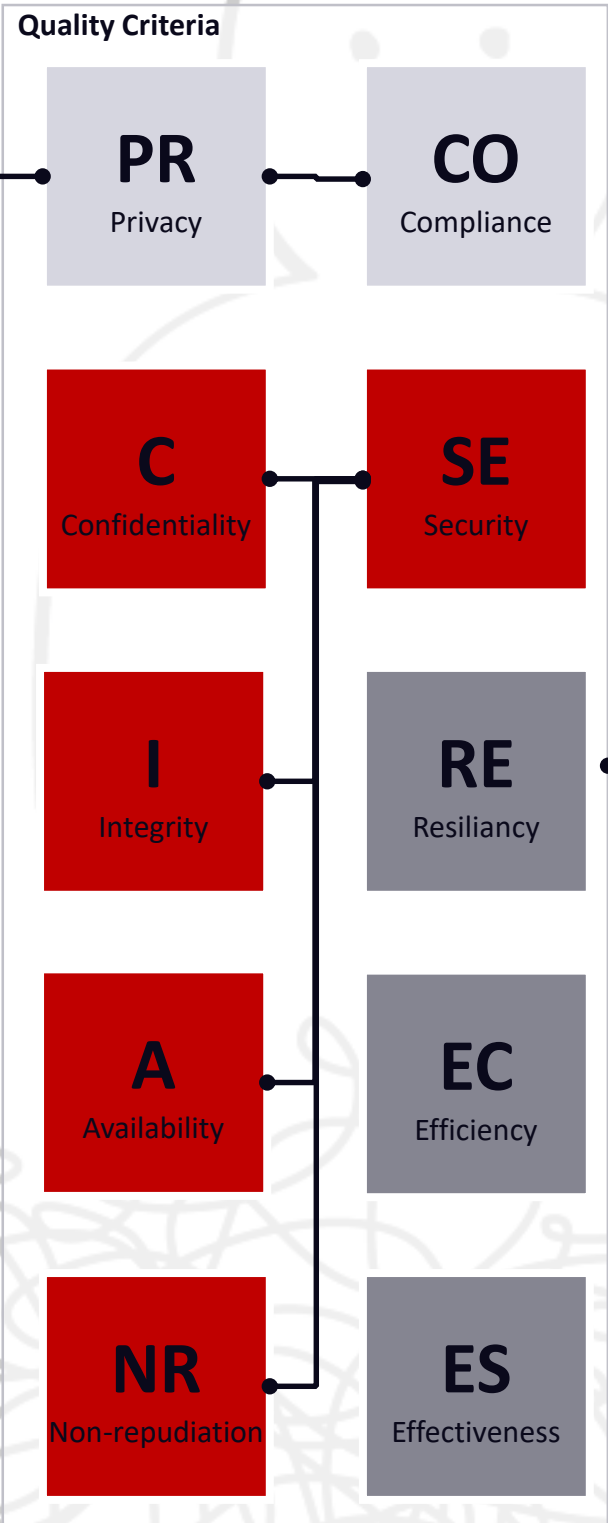 Quality Criteria
PR
Privacy
CO
Compliance
C
Confidentiality
SE
Security
I
Integrity
RE
Resiliancy
A
Availability
EC
Efficiency
NR
Non-repudiation
ES
Effectiveness